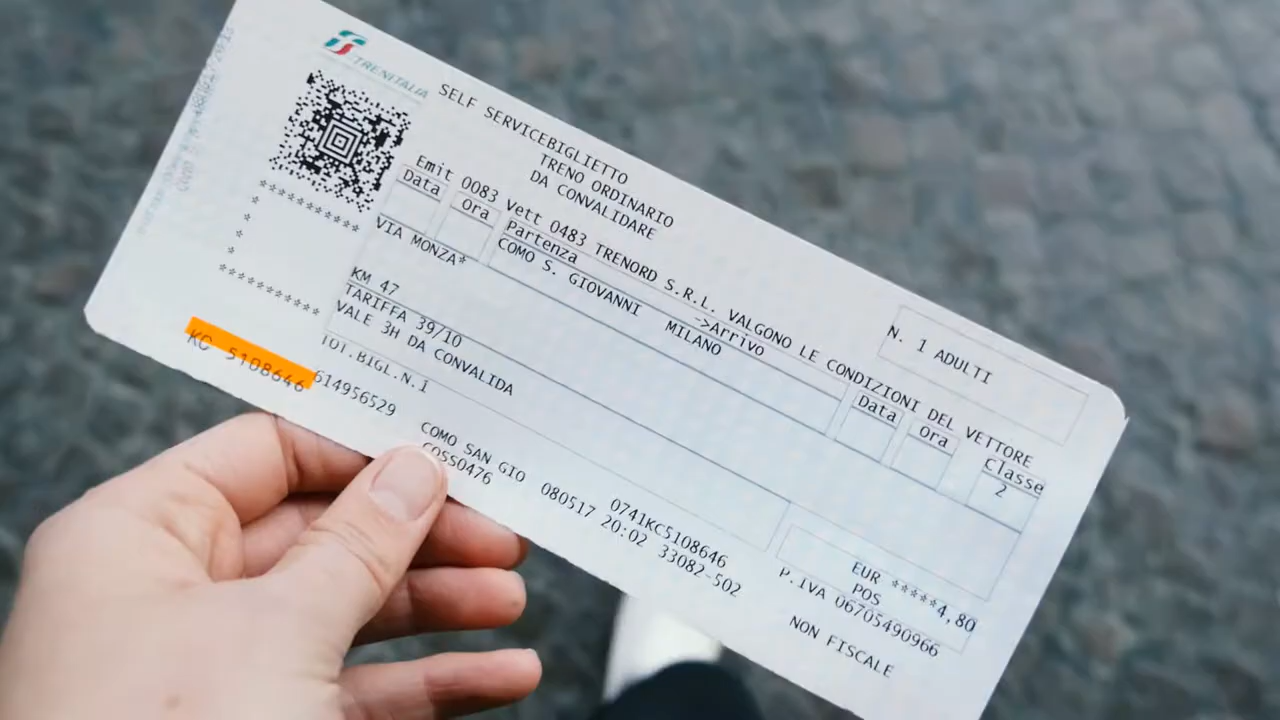 TRENITALIA
SELF SERVICEBIGLIETTO
TRENO ORDINARIO
DA CONVALIDARE
N. 1 ADULTI
Emit 0083 Vett 0483 TRENORD S.R.L. VALGONO LE CONDIZIONI DEL VETTORE
Data Ora Partenza ->Arrivo Data Ora Classe
COMO S. GIOVANNI MILANO 2
VIA MONZA*
KM 47
TARIFFA 39/10
VALE 3H DA CONVALIDA
TOT.BIGL.N.1
EUR *****4,80
POS
KC 5108646 614956529
P.IVA 06705490966
COMO SAN GIO 0741KC5108646
COSS0476 080517 20:02 33082-502
NON FISCALE